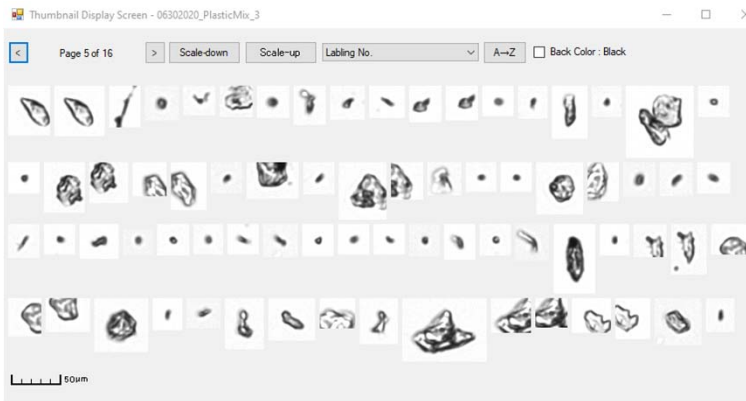 Thumbnail Display Screen - 06302020_PlasticMix_3
< Page 5 of 16 > Scale-down Scale-up Labling No. A→Z Back Color : Black
50μm